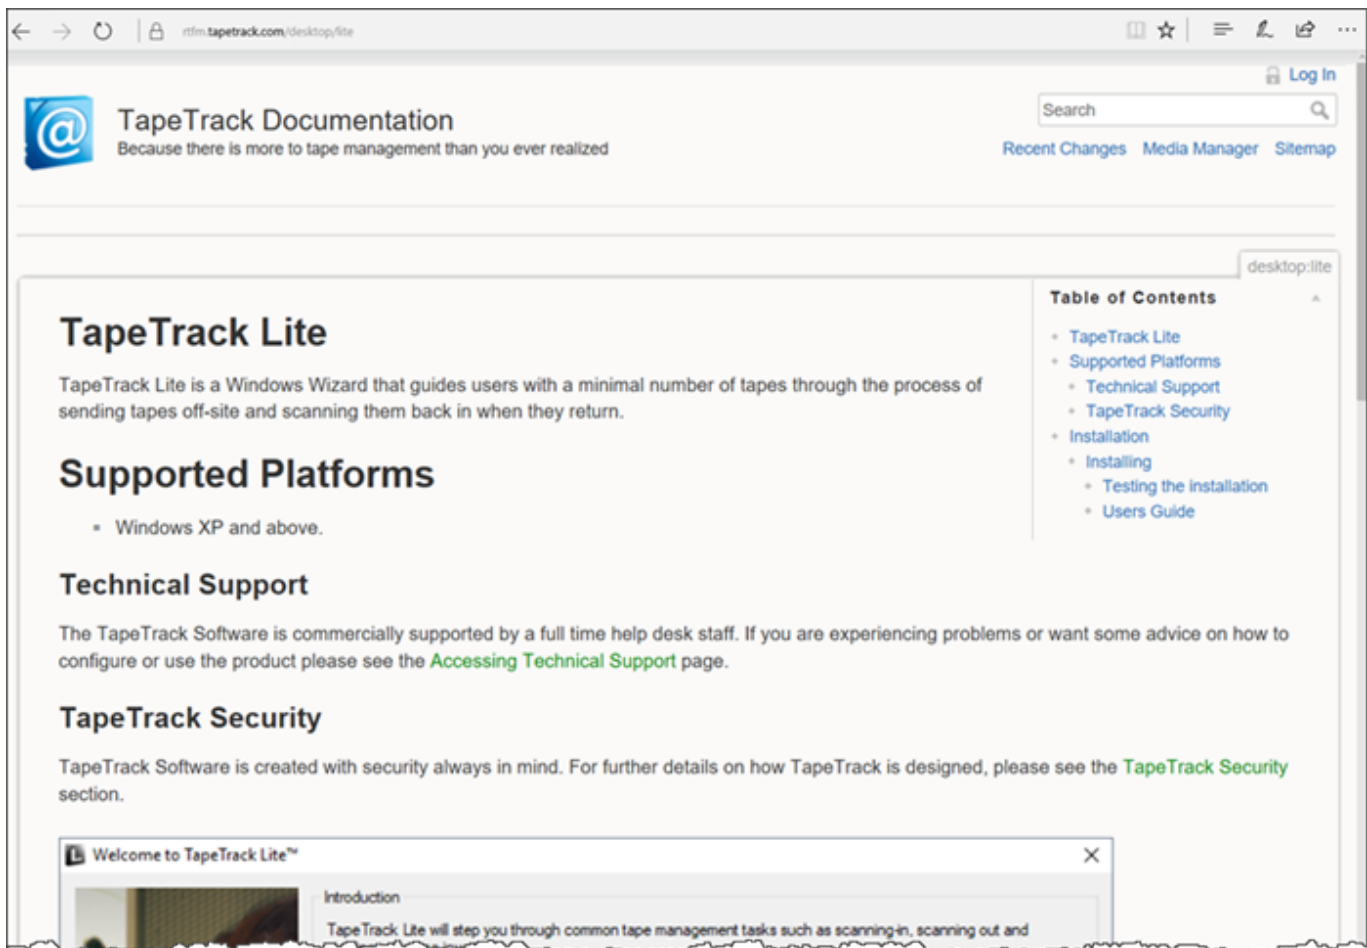 rtfm.tapetrack.com/desktop/lite
Log In
TapeTrack Documentation
Because there is more to tape management than you ever realized
Search
Recent Changes Media Manager Sitemap
desktop:lite
Table of Contents
TapeTrack Lite
Supported Platforms
Technical Support
TapeTrack Security
Installation
Installing
Testing the installation
Users Guide
TapeTrack Lite
TapeTrack Lite is a Windows Wizard that guides users with a minimal number of tapes through the process of
sending tapes off-site and scanning them back in when they return.
Supported Platforms
Windows XP and above.
Technical Support
The TapeTrack Software is commercially supported by a full time help desk staff. If you are experiencing problems or want some advice on how to
configure or use the product please see the Accessing Technical Support page.
TapeTrack Security
TapeTrack Software is created with security always in mind. For further details on how TapeTrack is designed, please see the TapeTrack Security
section.
Welcome to TapeTrack Lite™
Introduction
TapeTrack Lite will step you through common tape management tasks such as scanning-in, scanning out and